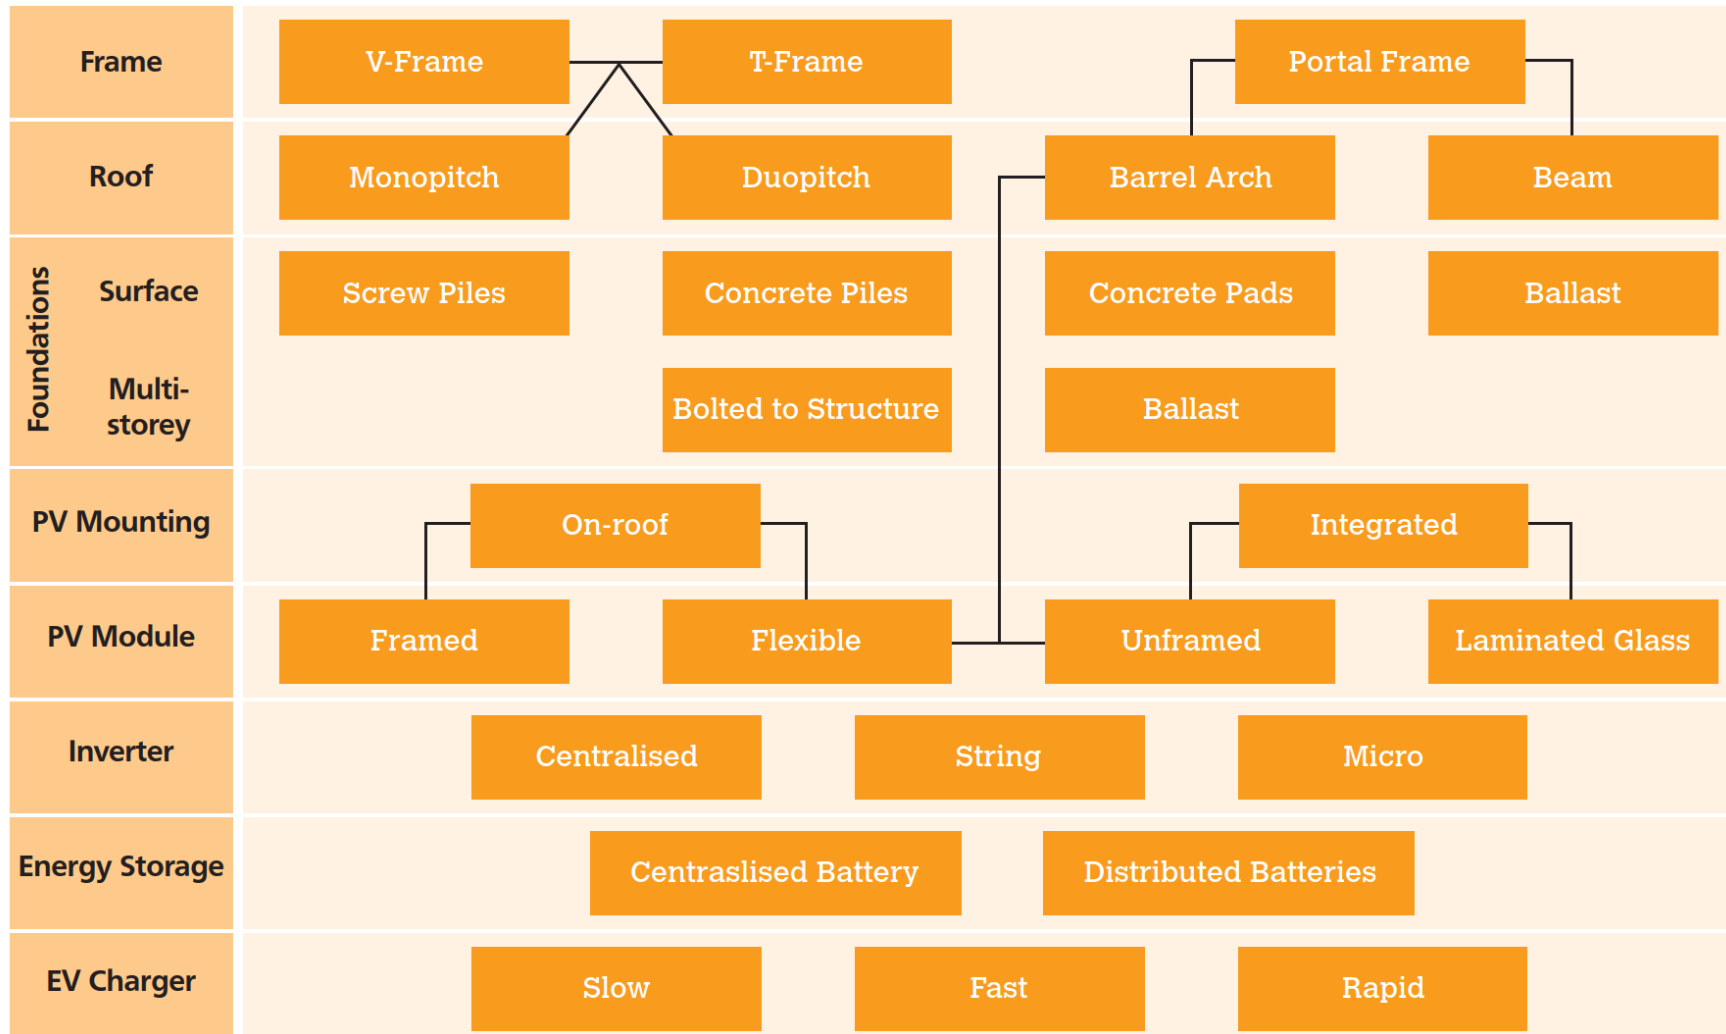 Frame
V-Frame
T-Frame
Portal Frame
Roof
Monopitch
Duopitch
Barrel Arch
Beam
Foundations
Surface
Screw Piles
Concrete Piles
Concrete Pads
Ballast
Multi-
storey
Bolted to Structure
Ballast
PV Mounting
On-roof
Integrated
PV Module
Framed
Flexible
Unframed
Laminated Glass
Inverter
Centralised
String
Micro
Energy Storage
Centraslised Battery
Distributed Batteries
EV Charger
Slow
Fast
Rapid